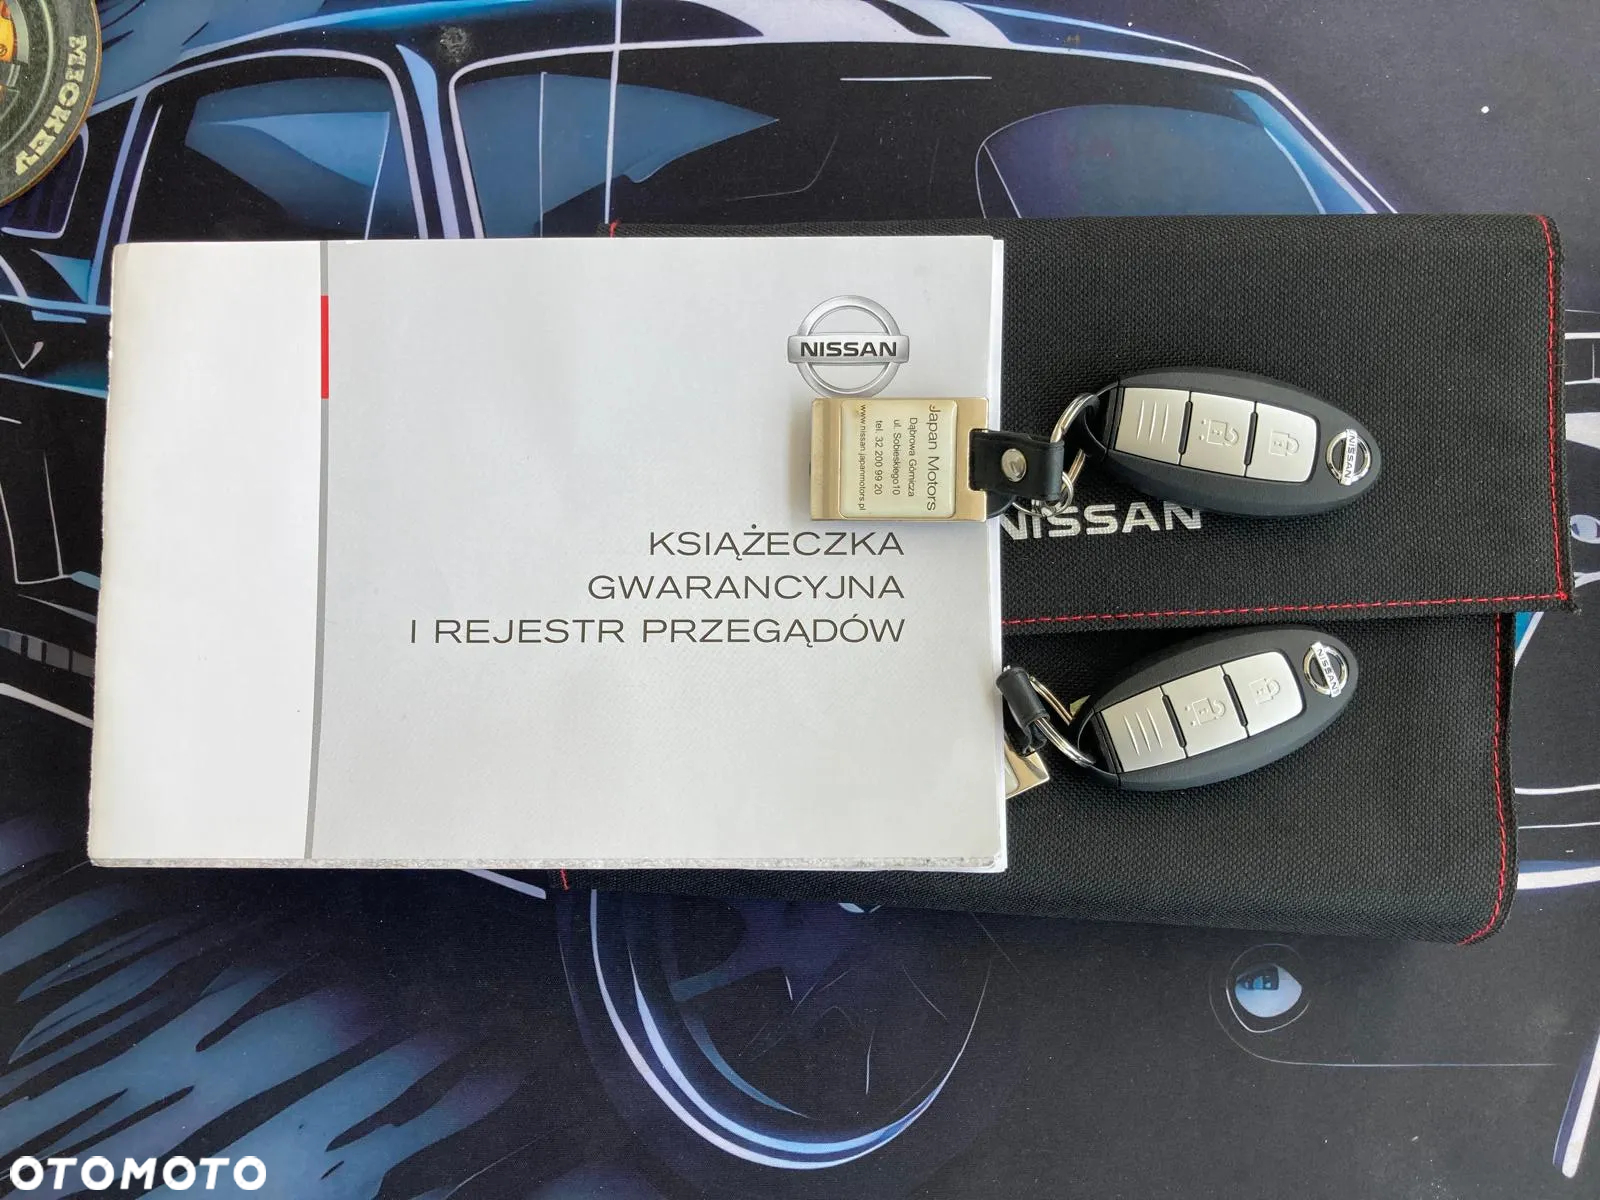 MICKEY
NISSAN
Japan Motors
Dąbrowa Górnicza
ul. Sobieskiego10
tel. 32 200 99 20
www.nissan.japanmotors.pl
NISSAN
NISSAN
KSIĄŻECZKA
GWARANCYJNA
I REJESTR PRZEGĄDÓW
NISSAN
OTOMOTO